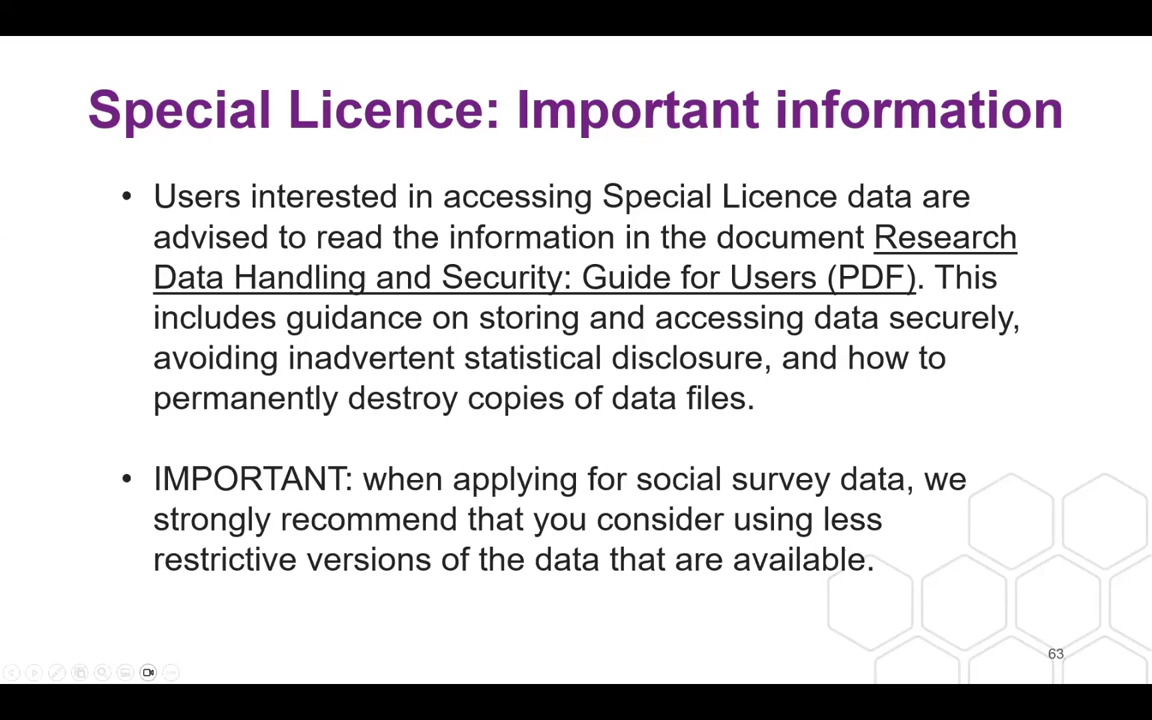 Special Licence: Important information
• Users interested in accessing Special Licence data are
advised to read the information in the document Research
Data Handling and Security: Guide for Users (PDF). This
includes guidance on storing and accessing data securely,
avoiding inadvertent statistical disclosure, and how to
permanently destroy copies of data files.
• IMPORTANT: when applying for social survey data, we
strongly recommend that you consider using less
restrictive versions of the data that are available.
63